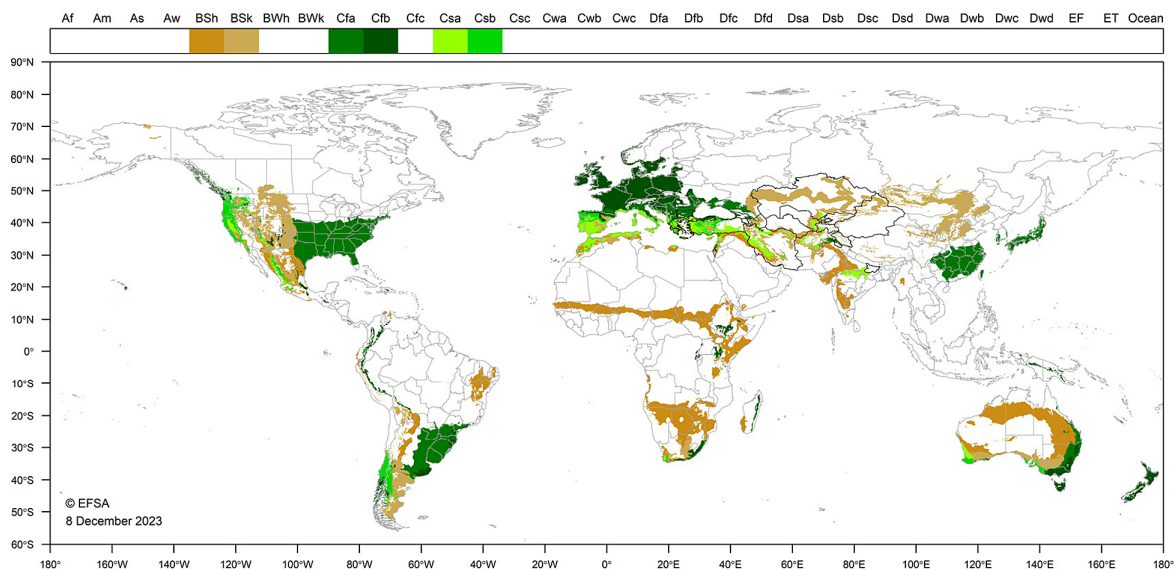 Af Am As Aw BSh BSk BWh BWk Cfa Cfb Cfc Csa Csb Csc Cwa Cwb Cwc Dfa Dfb Dfc Dfd Dsa Dsb Dsc Dsd Dwa Dwb Dwc Dwd EF ET Ocean
90°N
80°N
70°N
60°N
50°N
40°N
30°N
20°N
10°N
0°
10°S
20°S
30°S
40°S
50°S
60°S
© EFSA
8 December 2023
180° 160°W 140°W 120°W 100°W 80°W 60°W 40°W 20°W 0° 20°E 40°E 60°E 80°E 100°E 120°E 140°E 160°E 180°